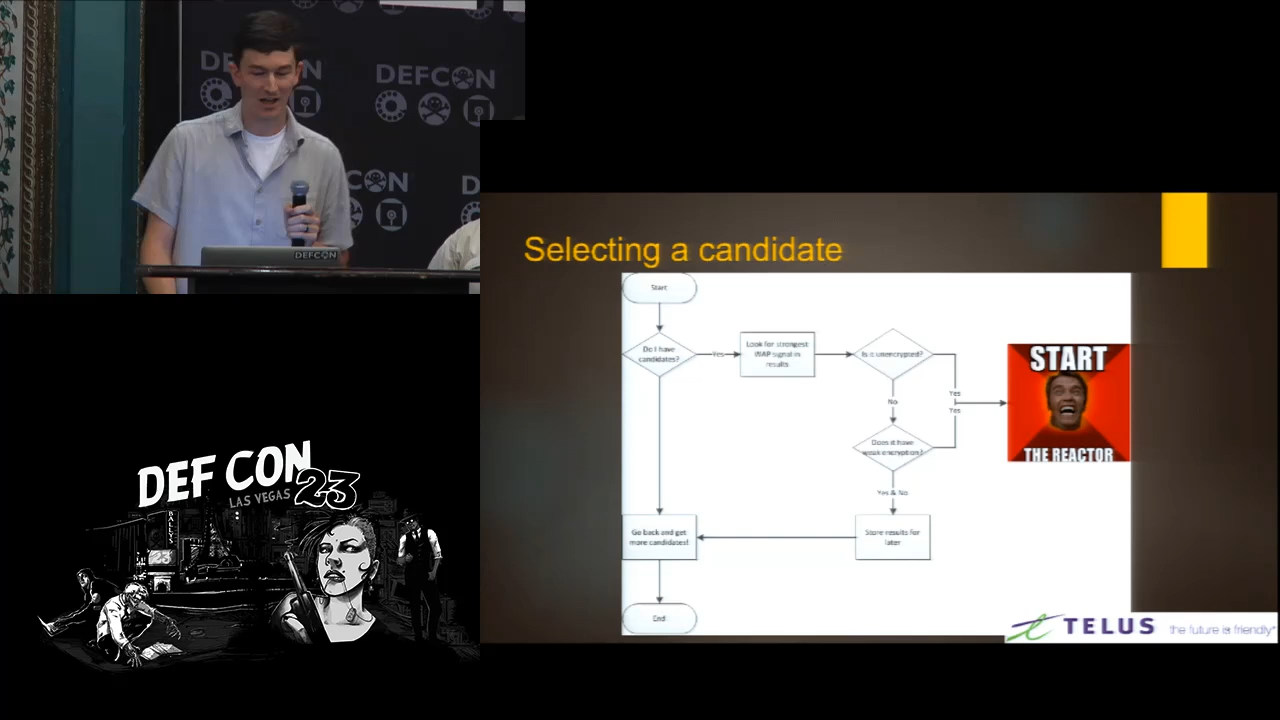 DEFCON
DEFCON
DEFCON
Selecting a candidate
Start
Do I have
candidates?
Yes
Look for strongest
WAP signal in
results
Is it unencrypted?
Yes
No
Yes
Does it have
weak encryption?
Yes & No
Go back and get
more candidates!
Store results for
later
End
START
THE REACTOR
TELUS the future is friendly®
DEF CON
LAS VEGAS 23
BALLY'S